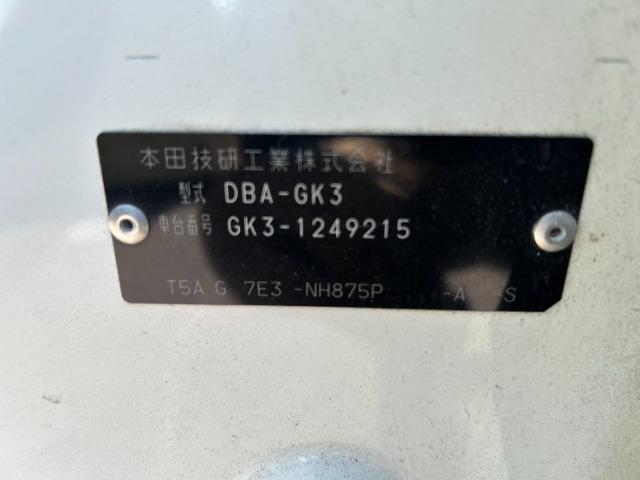 本田技研工業株式会社
型式 DBA-GK3
車台番号 GK3-1249215
T5A G 7E3 -NH875P -A -S